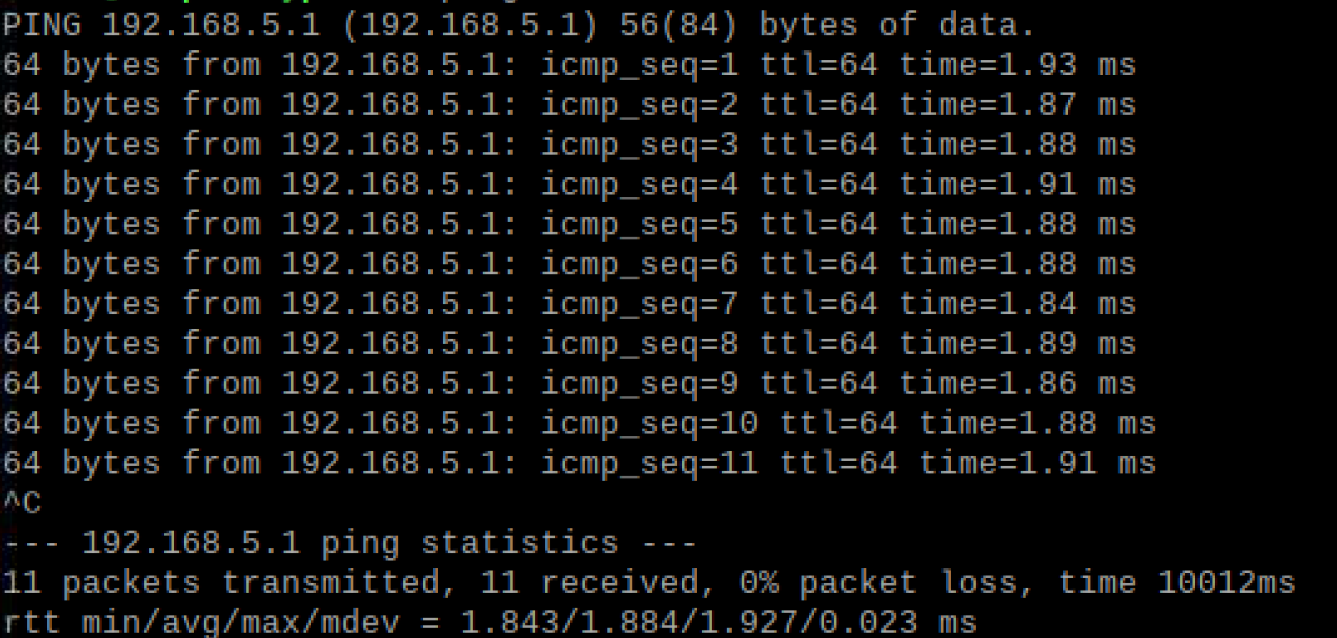 PING 192.168.5.1 (192.168.5.1) 56(84) bytes of data.
64 bytes from 192.168.5.1: icmp_seq=1 ttl=64 time=1.93 ms
64 bytes from 192.168.5.1: icmp_seq=2 ttl=64 time=1.87 ms
64 bytes from 192.168.5.1: icmp_seq=3 ttl=64 time=1.88 ms
64 bytes from 192.168.5.1: icmp_seq=4 ttl=64 time=1.91 ms
64 bytes from 192.168.5.1: icmp_seq=5 ttl=64 time=1.88 ms
64 bytes from 192.168.5.1: icmp_seq=6 ttl=64 time=1.88 ms
64 bytes from 192.168.5.1: icmp_seq=7 ttl=64 time=1.84 ms
64 bytes from 192.168.5.1: icmp_seq=8 ttl=64 time=1.89 ms
64 bytes from 192.168.5.1: icmp_seq=9 ttl=64 time=1.86 ms
64 bytes from 192.168.5.1: icmp_seq=10 ttl=64 time=1.88 ms
64 bytes from 192.168.5.1: icmp_seq=11 ttl=64 time=1.91 ms
^C
--- 192.168.5.1 ping statistics ---
11 packets transmitted, 11 received, 0% packet loss, time 10012ms
rtt min/avg/max/mdev = 1.843/1.884/1.927/0.023 ms